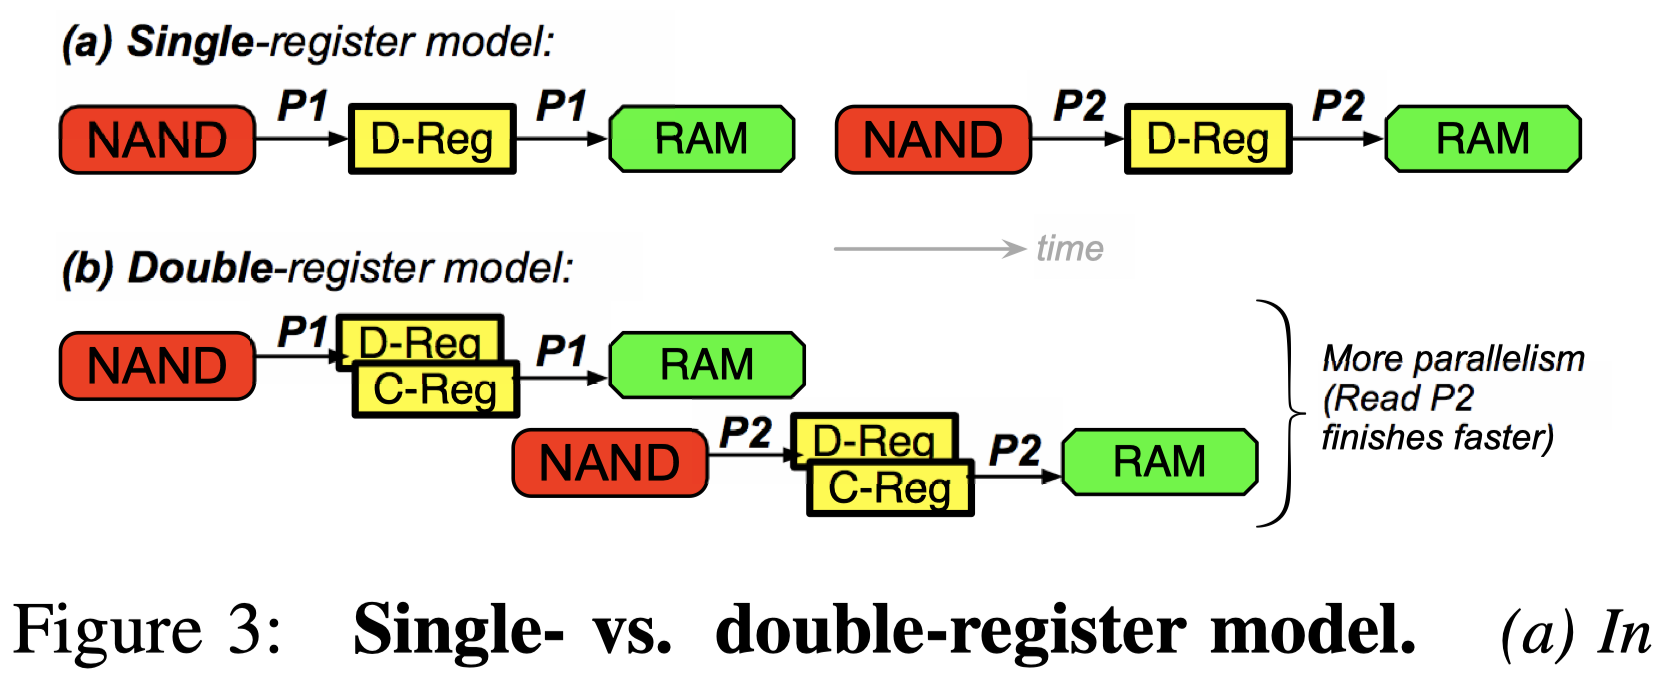 (a) Single-register model:
NAND P1 D-Reg P1 RAM NAND P2 D-Reg P2 RAM
time
(b) Double-register model:
NAND P1 D-Reg C-Reg P1 RAM
NAND P2 D-Reg C-Reg P2 RAM
More parallelism
(Read P2
finishes faster)
Figure 3: Single- vs. double-register model. (a) In